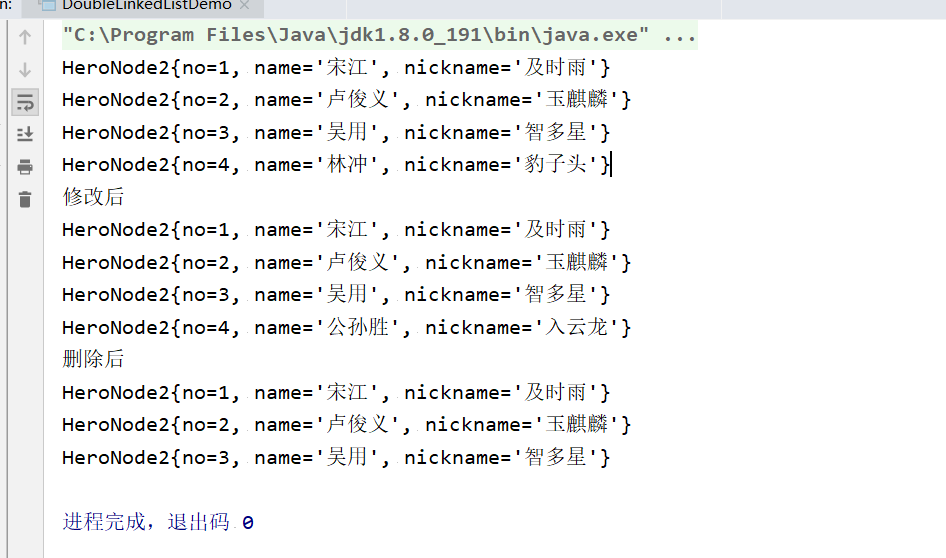 n: DoubleLinkedListDemo
"C:\Program Files\Java\jdk1.8.0_191\bin\java.exe" ...
HeroNode2{no=1, name='宋江', nickname='及时雨'}
HeroNode2{no=2, name='卢俊义', nickname='玉麒麟'}
HeroNode2{no=3, name='吴用', nickname='智多星'}
HeroNode2{no=4, name='林冲', nickname='豹子头'}
修改后
HeroNode2{no=1, name='宋江', nickname='及时雨'}
HeroNode2{no=2, name='卢俊义', nickname='玉麒麟'}
HeroNode2{no=3, name='吴用', nickname='智多星'}
HeroNode2{no=4, name='公孙胜', nickname='入云龙'}
删除后
HeroNode2{no=1, name='宋江', nickname='及时雨'}
HeroNode2{no=2, name='卢俊义', nickname='玉麒麟'}
HeroNode2{no=3, name='吴用', nickname='智多星'}
进程完成，退出码 0